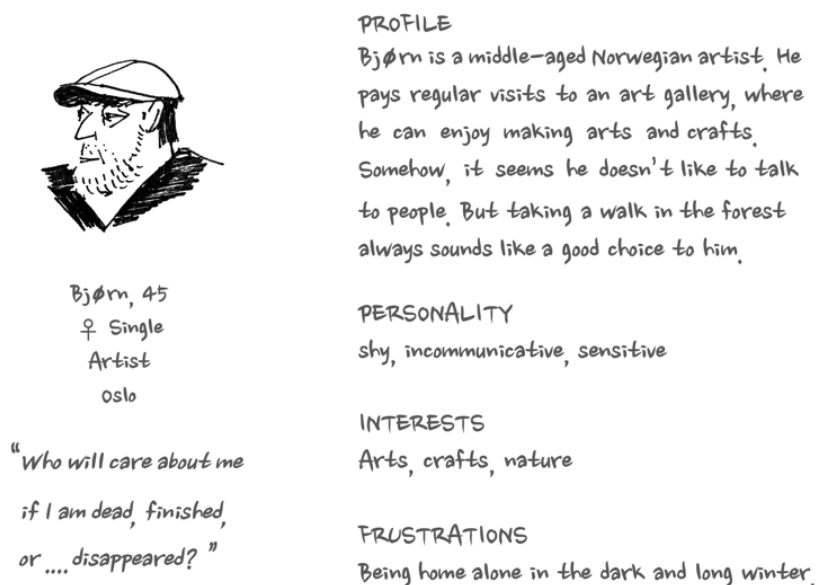 Bjørn, 45
♀ Single
Artist
Oslo
"Who will care about me
if I am dead, finished,
or .... disappeared? "
PROFILE
Bjørn is a middle-aged Norwegian artist. He
pays regular visits to an art gallery, where
he can enjoy making arts and crafts.
Somehow, it seems he doesn't like to talk
to people. But taking a walk in the forest
always sounds like a good choice to him.
PERSONALITY
shy, incommunicative, sensitive
INTERESTS
Arts, crafts, nature
FRUSTRATIONS
Being home alone in the dark and long winter.